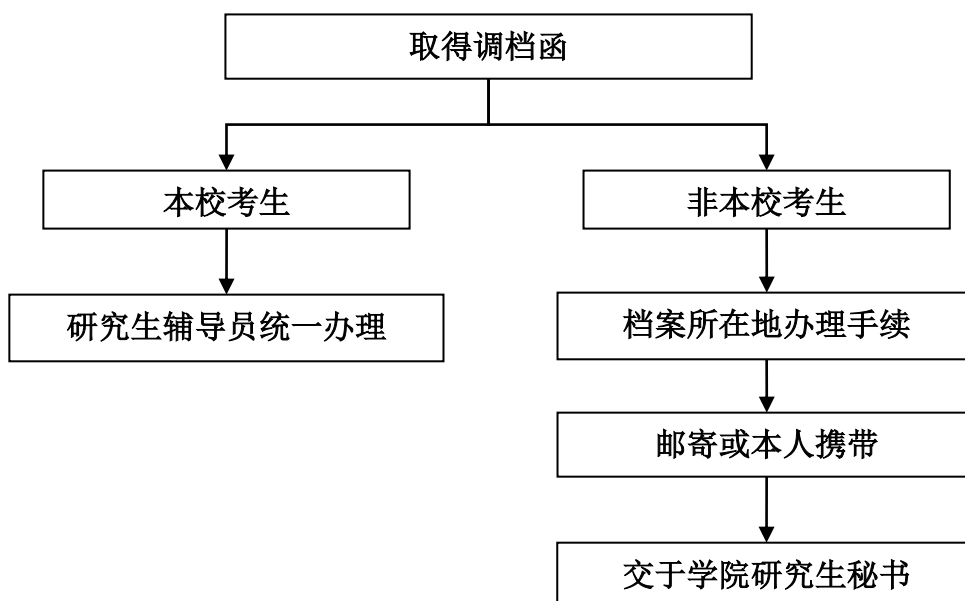 取得调档函
本校考生
非本校考生
研究生辅导员统一办理
档案所在地办理手续
邮寄或本人携带
交于学院研究生秘书